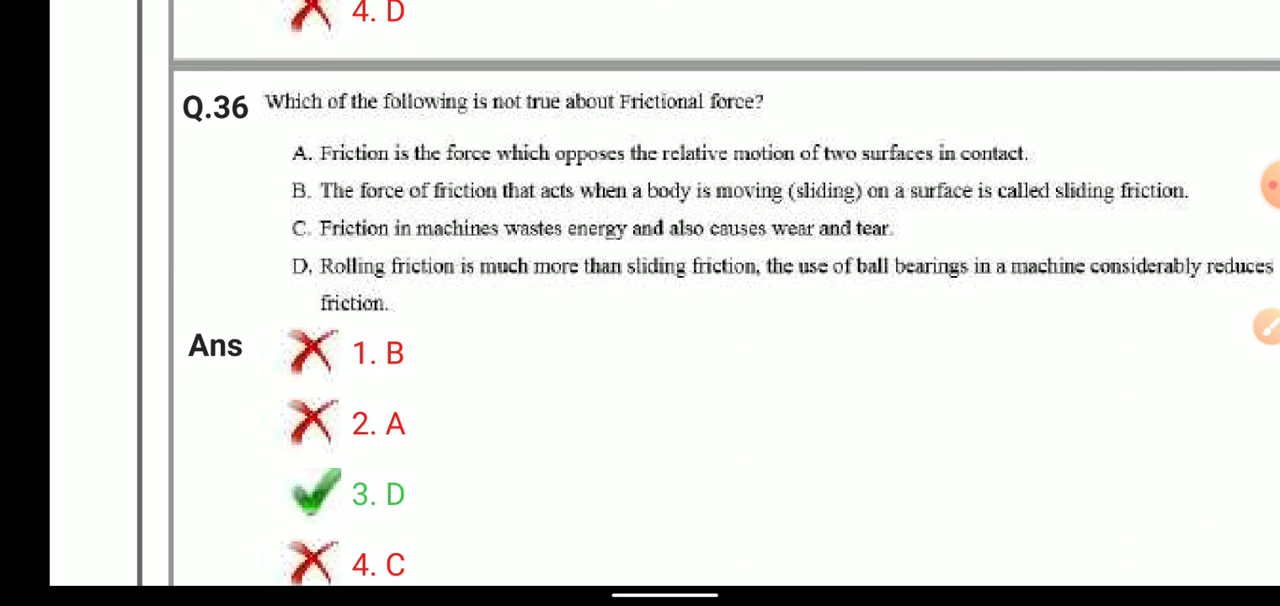 4. D
Q.36 Which of the following is not true about Frictional force?
A. Friction is the force which opposes the relative motion of two surfaces in contact.
B. The force of friction that acts when a body is moving (sliding) on a surface is called sliding friction.
C. Friction in machines wastes energy and also causes wear and tear.
D. Rolling friction is much more than sliding friction, the use of ball bearings in a machine considerably reduces
friction.
Ans 1. B
2. A
3. D
4. C